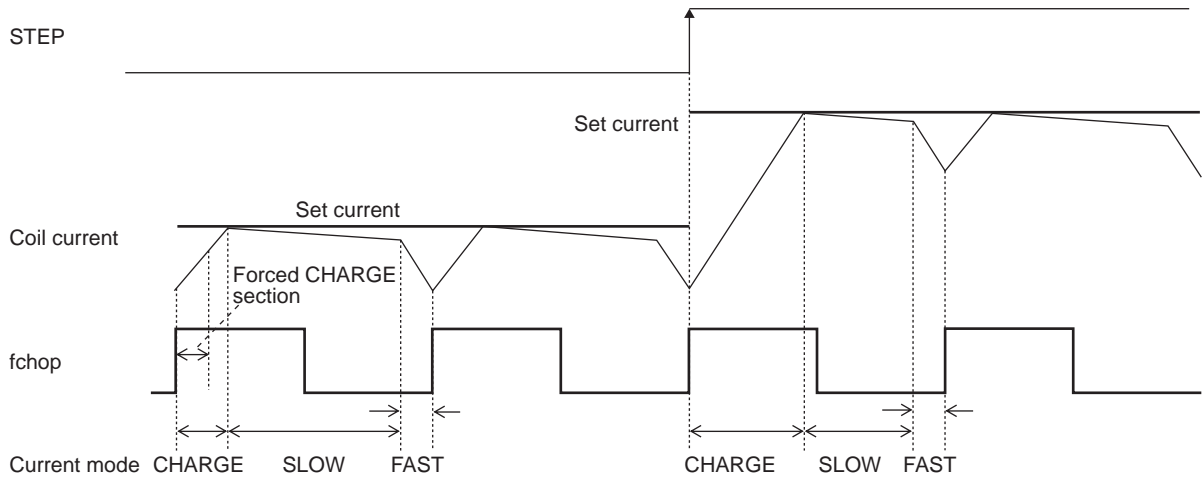 STEP
Set current
Set current
Coil current
Forced CHARGE
section
fchop
Current mode CHARGE SLOW FAST CHARGE SLOW FAST